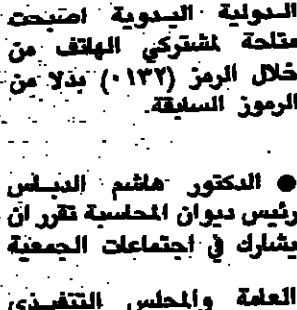 الدولية اليدوية اصبحت
متاحة لمشتركي الهاتف من
خلال الرمز (٠١٣٢) بدلا من
الرموز السابقة.
● الدكتور هاشم الدباس
رئيس ديوان المحاسبة تقرر ان
يشارك في اجتماعات الجمعية
العامة والمجلس التنفيذي